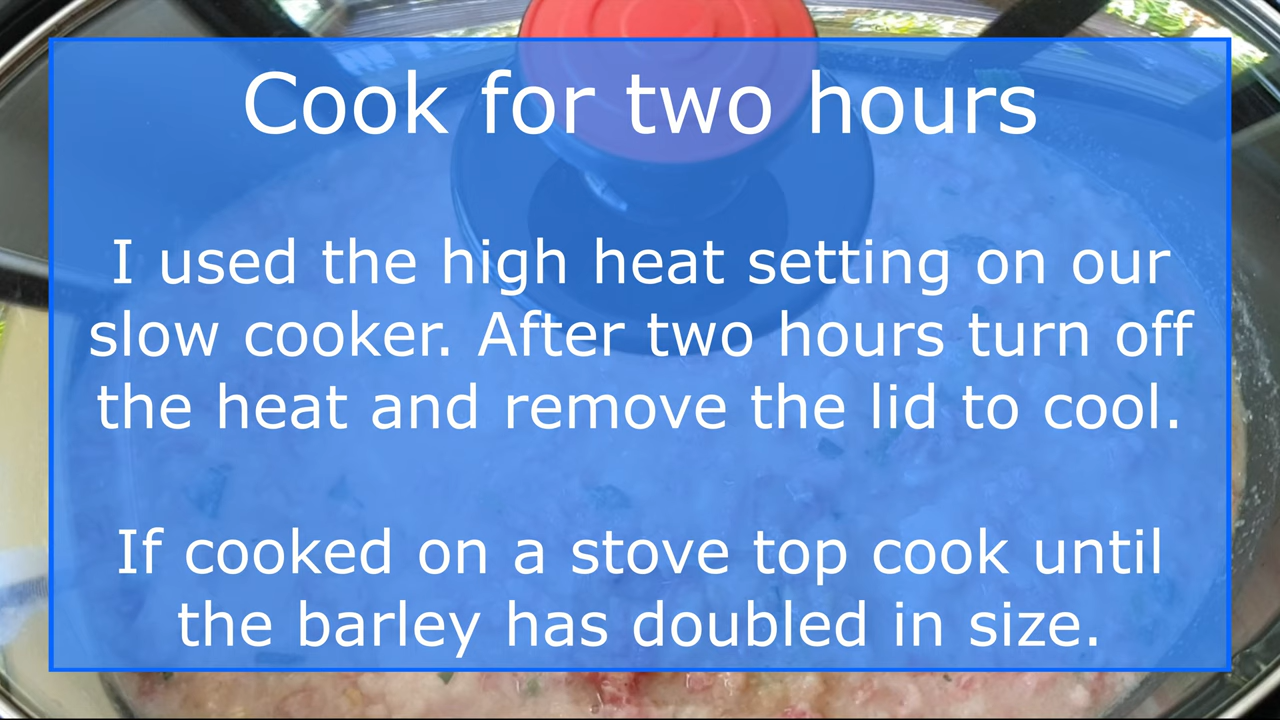 Cook for two hours
I used the high heat setting on our
slow cooker. After two hours turn off
the heat and remove the lid to cool.
If cooked on a stove top cook until
the barley has doubled in size.